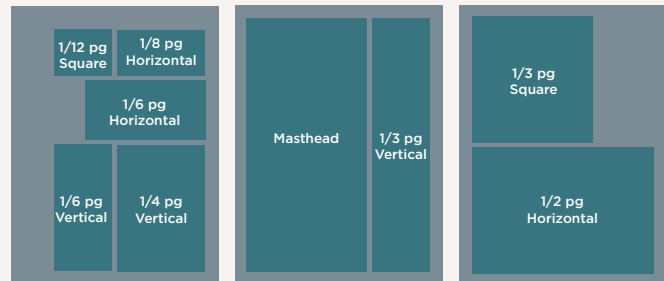 1/12 pg
Square
1/8 pg
Horizontal
1/6 pg
Horizontal
1/6 pg
Vertical
1/4 pg
Vertical
Masthead
1/3 pg
Vertical
1/3 pg
Square
1/2 pg
Horizontal